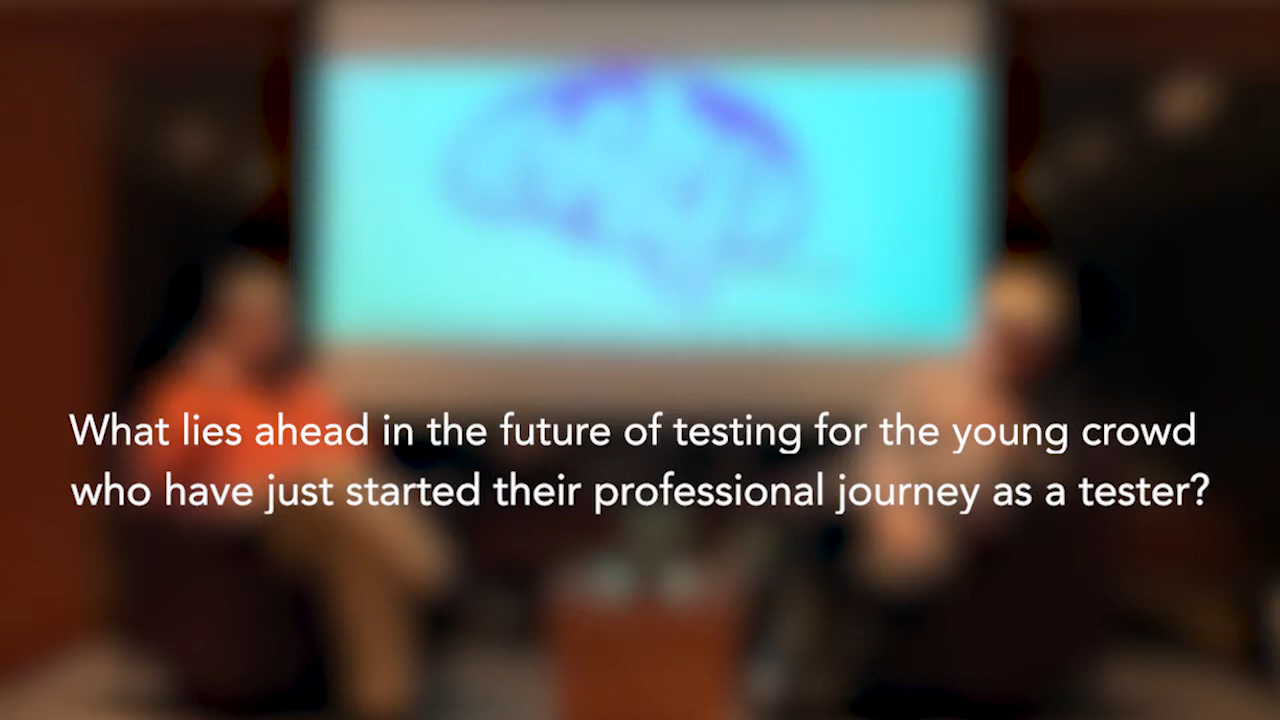 What lies ahead in the future of testing for the young crowd
who have just started their professional journey as a tester?